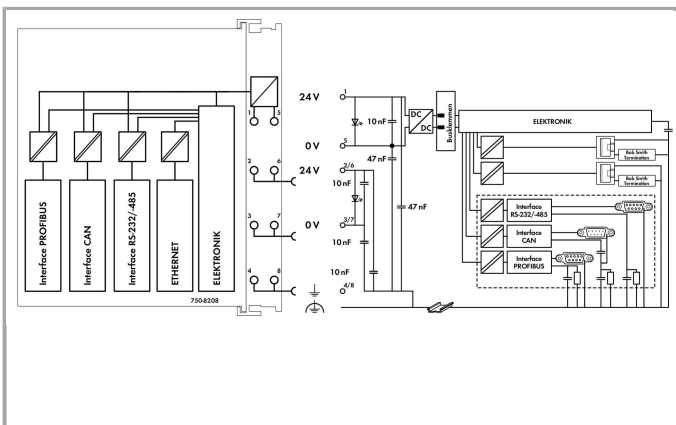 Interface PROFIBUS
Interface CAN
Interface RS-232/-485
ETHERNET
ELEKTRONIK
750-8208
1
5
2
6
3
7
4
8
24 V
0 V
24 V
0 V
1
5
2/6
3/7
4/8
10 nF
47 nF
10 nF
47 nF
10 nF
10 nF
DC
DC
Busklemmen
ELEKTRONIK
Bob Smith
Termination
Bob Smith
Termination
Interface
RS-232/-485
Interface
CAN
Interface
PROFIBUS